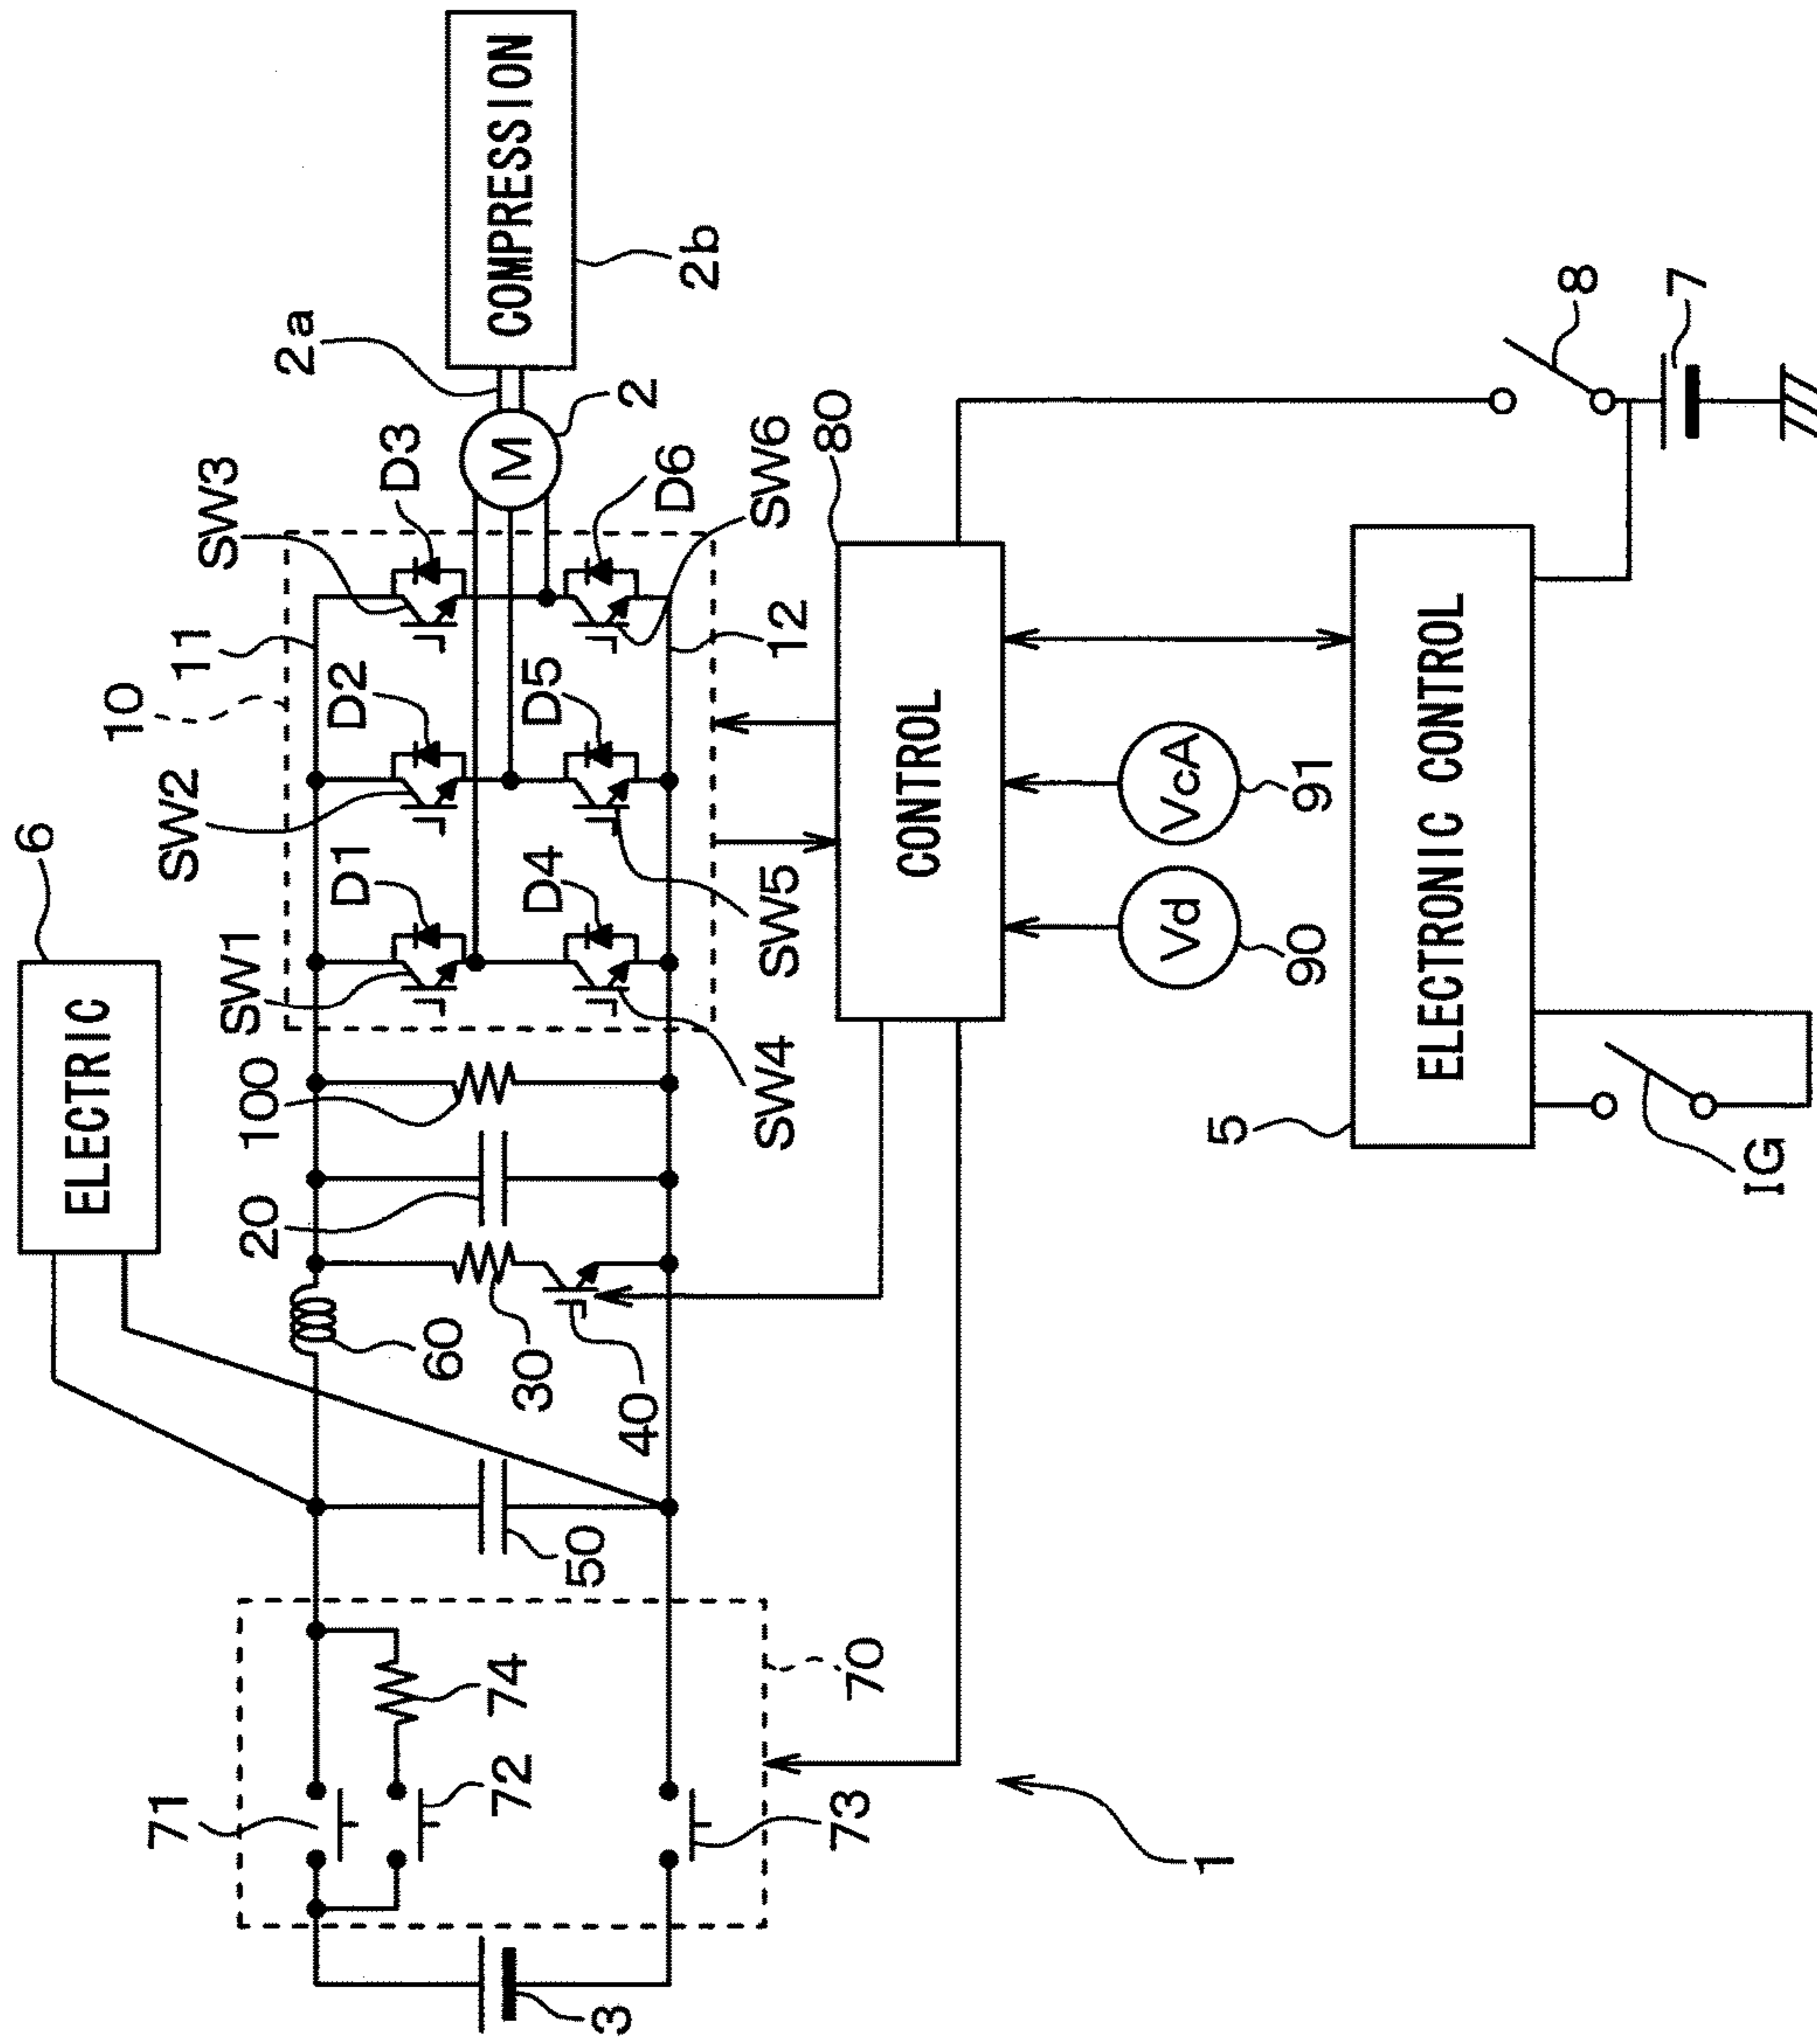 6
ELECTRIC
10
11
SW1
SW2
SW3
D1
D2
D3
2a
COMPRESSION
2b
M
2
100
20
60
30
40
50
D4
D5
D6
SW4
SW5
SW6
12
71
72
74
73
70
3
1
80
CONTROL
Vd
90
VcA
91
5
ELECTRONIC CONTROL
IG
8
7